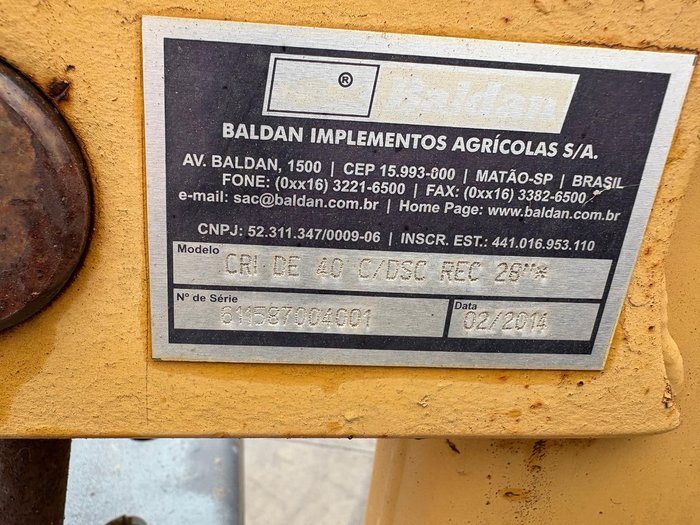 ®
Baldan
BALDAN IMPLEMENTOS AGRÍCOLAS S/A.
AV. BALDAN, 1500 | CEP 15.993-000 | MATÃO-SP | BRASIL
FONE: (0xx16) 3221-6500 | FAX: (0xx16) 3382-6500
e-mail: sac@baldan.com.br | Home Page: www.baldan.com.br
CNPJ: 52.311.347/0009-06 | INSCR. EST.: 441.016.953.110
Modelo
CRI DE 40 C/DSC REC 28"*
Nº de Série Data
611587004001 02/2014